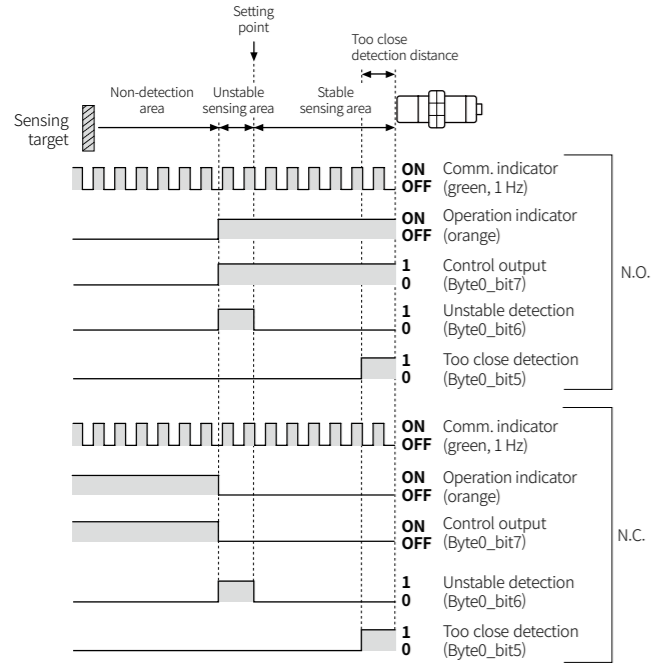 Setting
point
Too close
detection distance
Non-detection
area
Unstable
sensing area
Stable
sensing area
Sensing
target
ON
OFF
Comm. indicator
(green, 1 Hz)
ON
OFF
Operation indicator
(orange)
1
0
Control output
(Byte0_bit7)
N.O.
1
0
Unstable detection
(Byte0_bit6)
1
0
Too close detection
(Byte0_bit5)
ON
OFF
Comm. indicator
(green, 1 Hz)
ON
OFF
Operation indicator
(orange)
ON
OFF
Control output
(Byte0_bit7)
N.C.
1
0
Unstable detection
(Byte0_bit6)
1
0
Too close detection
(Byte0_bit5)